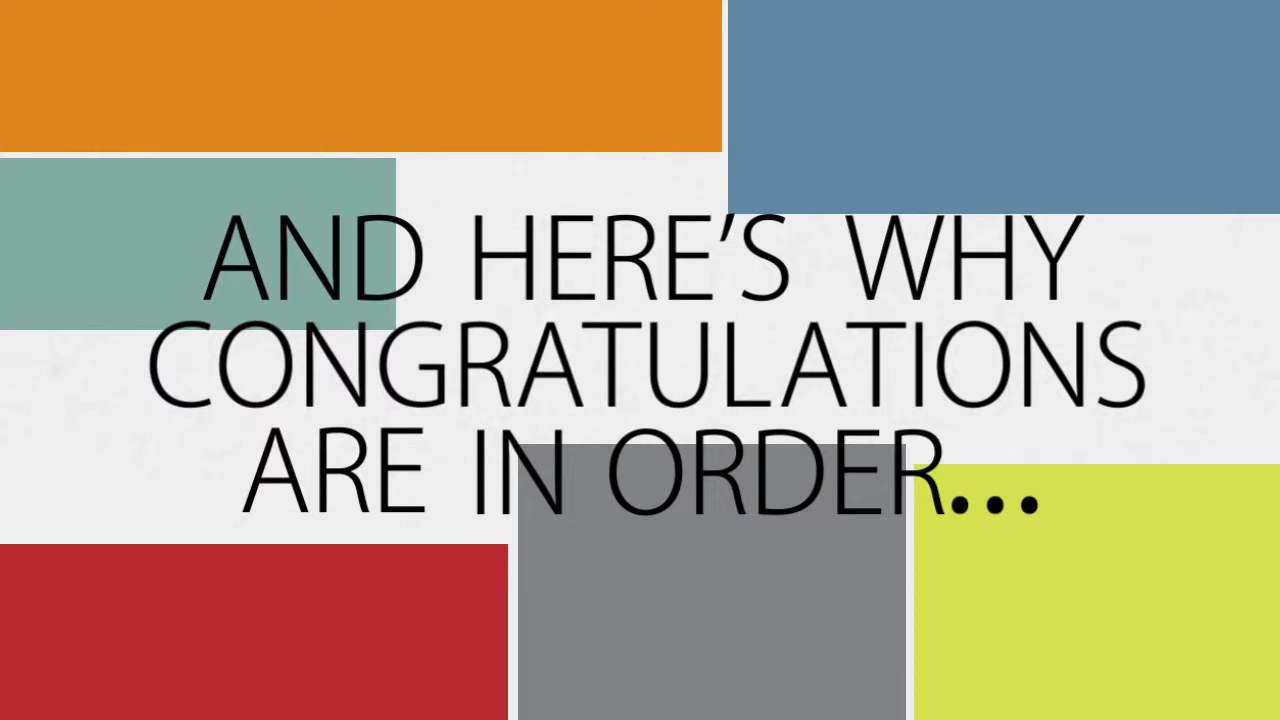 AND HERE’S WHY
CONGRATULATIONS
ARE IN ORDER...